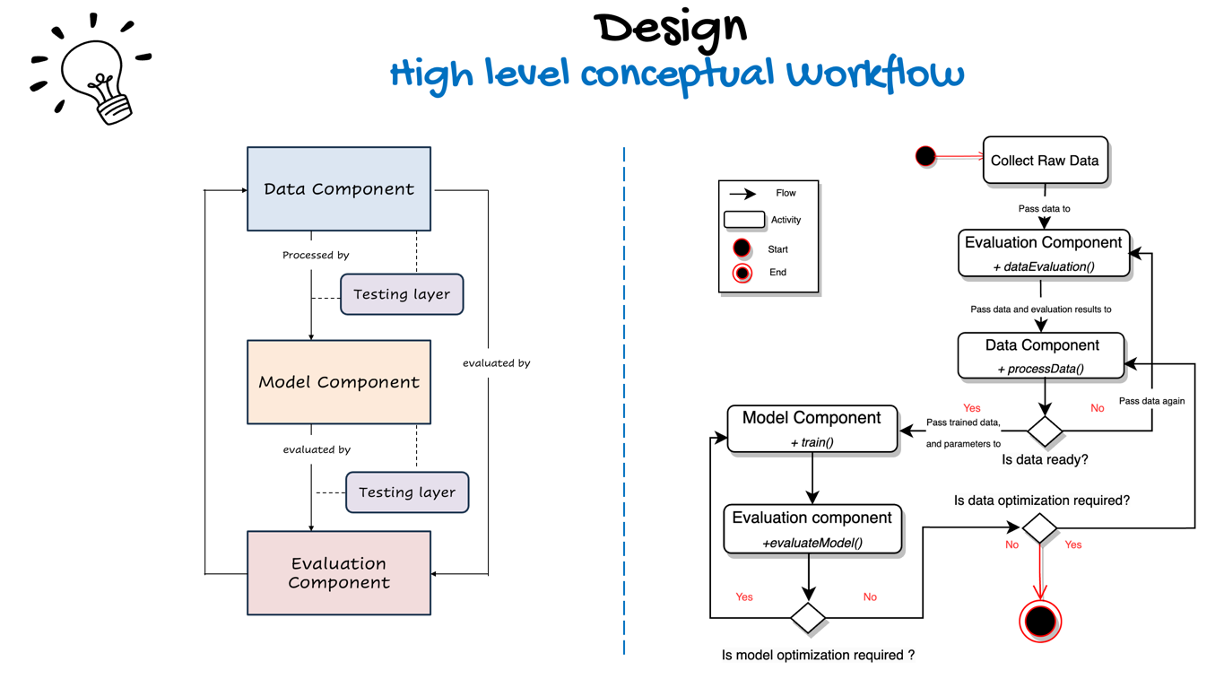 Design
High level conceptual workflow
Data Component
Processed by
Testing layer
Model Component
evaluated by
evaluated by
Testing layer
Evaluation
Component
Flow
Activity
Start
End
Collect Raw Data
Pass data to
Evaluation Component
+ dataEvaluation()
Pass data and evaluation results to
Data Component
+ processData()
Pass data again
Yes
No
Pass trained data,
and parameters to
Is data ready?
Model Component
+ train()
Evaluation component
+evaluateModel()
Yes
No
Is model optimization required ?
Is data optimization required?
No
Yes